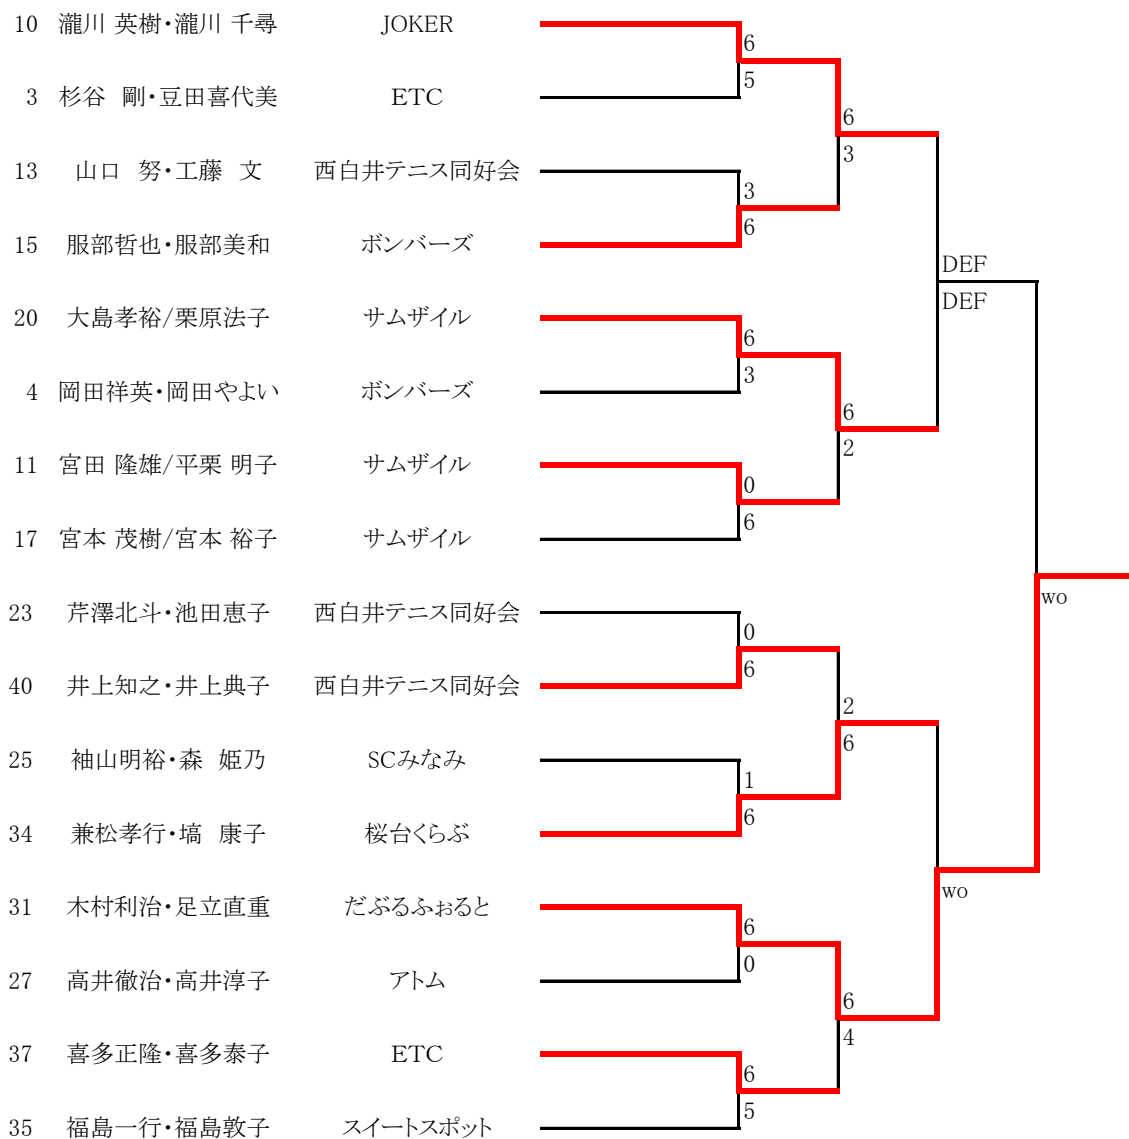 10 瀧川 英樹・瀧川 千尋 JOKER
6
5
3 杉谷 剛・豆田喜代美 ETC
6
3
13 山口 努・工藤 文 西白井テニス同好会
3
6
15 服部哲也・服部美和 ボンバーズ
DEF
DEF
20 大島孝裕/栗原法子 サムザイル
6
3
4 岡田祥英・岡田やよい ボンバーズ
6
2
11 宮田 隆雄/平栗 明子 サムザイル
0
6
17 宮本 茂樹/宮本 裕子 サムザイル
wo
23 芹澤北斗・池田恵子 西白井テニス同好会
0
6
40 井上知之・井上典子 西白井テニス同好会
2
6
25 袖山明裕・森 姫乃 SCみなみ
1
6
34 兼松孝行・塙 康子 桜台くらぶ
wo
31 木村利治・足立直重 だぶるふぉると
6
0
27 高井徹治・高井淳子 アトム
6
4
37 喜多正隆・喜多泰子 ETC
6
5
35 福島一行・福島敦子 スイートスポット